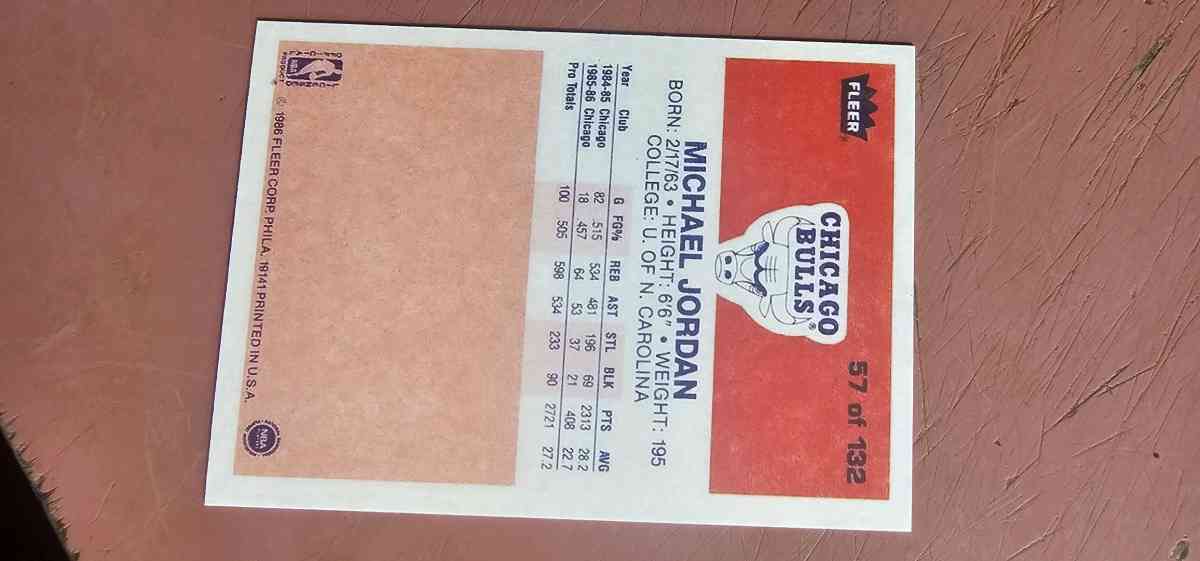 FLEER
57 of 132
CHICAGO
BULLS®
MICHAEL JORDAN
BORN: 2/17/63 • HEIGHT: 6'6" • WEIGHT: 195
COLLEGE: U. OF N. CAROLINA
Year Club G FG% REB AST STL BLK PTS AVG
1984-85 Chicago 82 .515 534 481 196 69 2313 28.2
1985-86 Chicago 18 .457 64 53 37 21 408 22.7
Pro Totals 100 .505 598 534 233 90 2721 27.2
NBA
PRODUCT
© 1986 FLEER CORP. PHILA. 19141 PRINTED IN U.S.A.
NBA